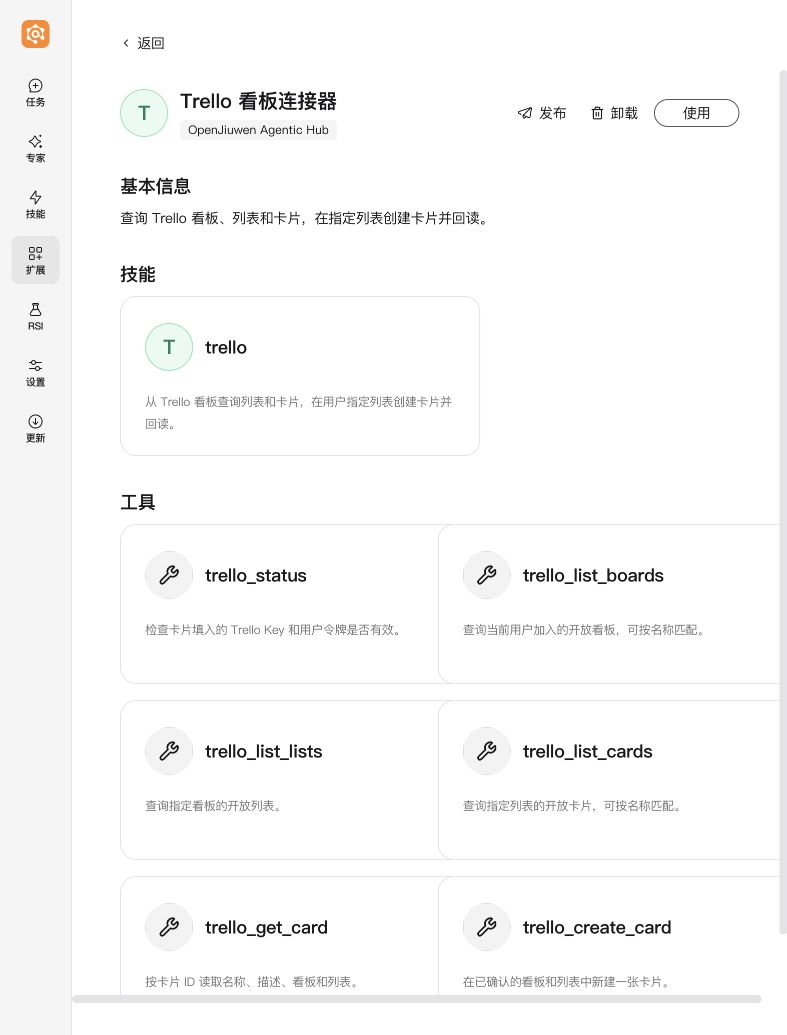 返回
T
Trello 看板连接器
OpenJiuwen Agentic Hub
发布
卸载
使用
任务
专家
技能
扩展
RSI
设置
更新
基本信息
查询 Trello 看板、列表和卡片，在指定列表创建卡片并回读。
技能
T
trello
从 Trello 看板查询列表和卡片，在用户指定列表创建卡片并
回读。
工具
trello_status
检查卡片填入的 Trello Key 和用户令牌是否有效。
trello_list_boards
查询当前用户加入的开放看板，可按名称匹配。
trello_list_lists
查询指定看板的开放列表。
trello_list_cards
查询指定列表的开放卡片，可按名称匹配。
trello_get_card
按卡片 ID 读取名称、描述、看板和列表。
trello_create_card
在已确认的看板和列表中新建一张卡片。